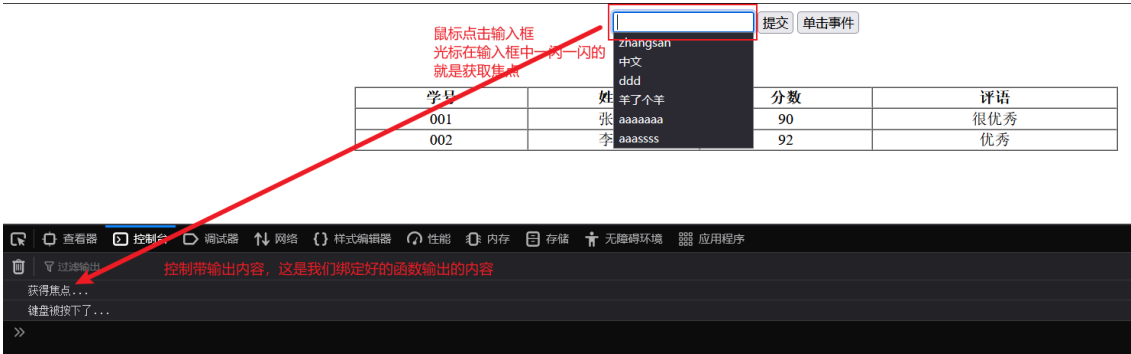 提交 单击事件
鼠标点击输入框
光标在输入框中一闪一闪的
就是获取焦点
zhangsan
中文
ddd
羊了个羊
aaaaaaa
aaassss
学号 姓 分数 评语
001 张 90 很优秀
002 李 92 优秀
查看器 控制台 调试器 网络 {} 样式编辑器 性能 内存 存储 无障碍环境 应用程序
过滤输出 控制带输出内容，这是我们绑定好的函数输出的内容
获得焦点...
键盘被按下了...